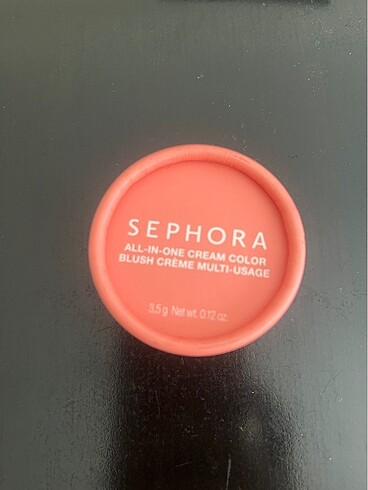 SEPHORA
ALL-IN-ONE CREAM COLOR
BLUSH CRÈME MULTI-USAGE
3.5 g Net wt. 0.12 oz.